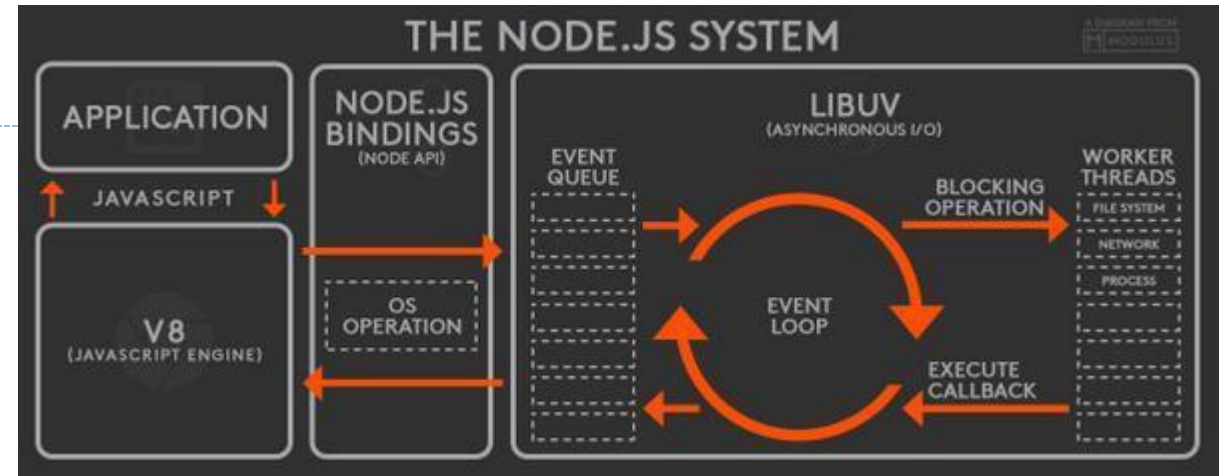 THE NODE.JS SYSTEM
A DIAGRAM FROM
MODULUS
APPLICATION
JAVASCRIPT
V8
(JAVASCRIPT ENGINE)
NODE.JS
BINDINGS
(NODE API)
OS
OPERATION
LIBUV
(ASYNCHRONOUS I/O)
EVENT
QUEUE
EVENT
LOOP
BLOCKING
OPERATION
EXECUTE
CALLBACK
WORKER
THREADS
FILE SYSTEM
NETWORK
PROCESS